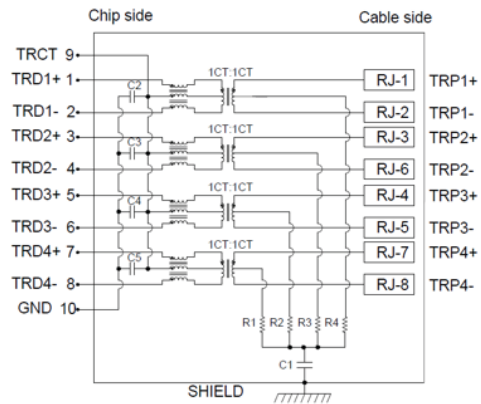 Chip side Cable side
TRCT 9
TRD1+ 1 C2 1CT:1CT RJ-1 TRP1+
TRD1- 2 RJ-2 TRP1-
TRD2+ 3 C3 1CT:1CT RJ-3 TRP2+
TRD2- 4 RJ-6 TRP2-
TRD3+ 5 C4 1CT:1CT RJ-4 TRP3+
TRD3- 6 RJ-5 TRP3-
TRD4+ 7 C5 1CT:1CT RJ-7 TRP4+
TRD4- 8 RJ-8 TRP4-
GND 10
R1 R2 R3 R4
C1
SHIELD